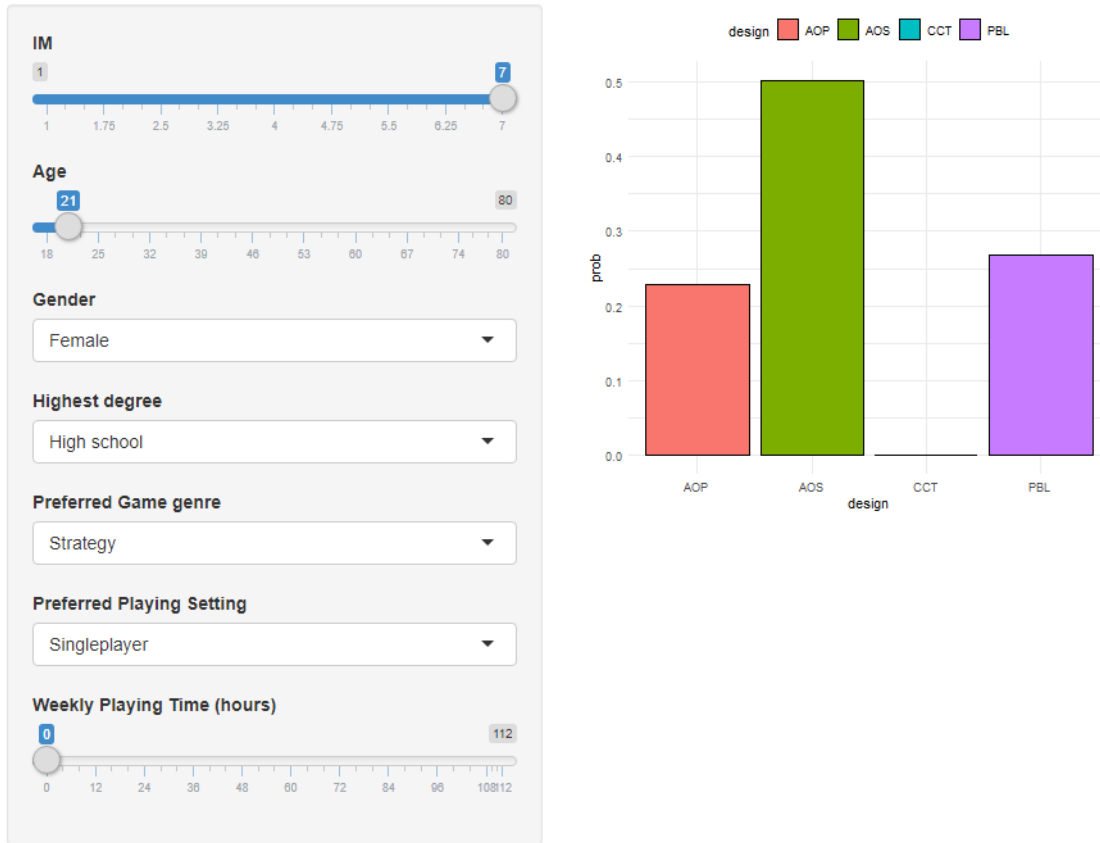 IM
1
7
1 1.75 2.5 3.25 4 4.75 5.5 6.25 7
Age
21
80
18 25 32 39 46 53 60 67 74 80
Gender
Female
Highest degree
High school
Preferred Game genre
Strategy
Preferred Playing Setting
Singleplayer
Weekly Playing Time (hours)
0
112
0 12 24 36 48 60 72 84 96 108112
design AOP AOS CCT PBL
0.5
0.4
0.3
0.2
0.1
0.0
prob
AOP AOS CCT PBL
design